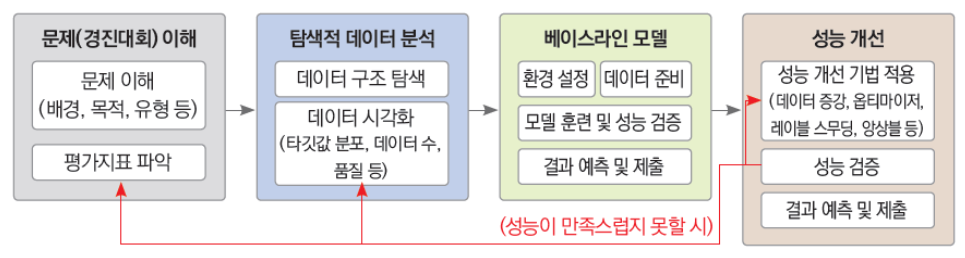 문제(경진대회) 이해
문제 이해
(배경, 목적, 유형 등)
평가지표 파악
탐색적 데이터 분석
데이터 구조 탐색
데이터 시각화
(타깃값 분포, 데이터 수,
품질 등)
베이스라인 모델
환경 설정
데이터 준비
모델 훈련 및 성능 검증
결과 예측 및 제출
성능 개선
성능 개선 기법 적용
(데이터 증강, 옵티마이저,
레이블 스무딩, 앙상블 등)
성능 검증
결과 예측 및 제출
(성능이 만족스럽지 못할 시)